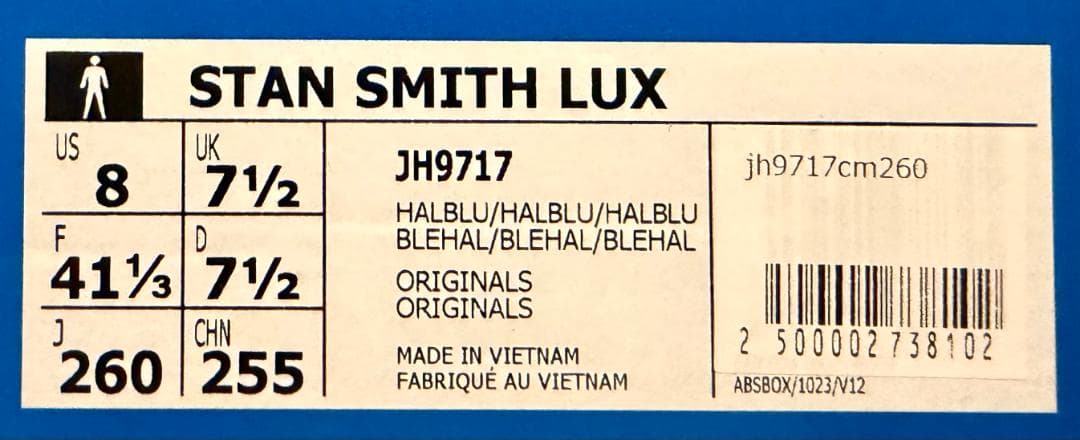 STAN SMITH LUX
US
8
UK
7½
F
41⅓
D
7½
J
260
CHN
255
JH9717
HALBLU/HALBLU/HALBLU
BLEHAL/BLEHAL/BLEHAL
ORIGINALS
ORIGINALS
MADE IN VIETNAM
FABRIQUÉ AU VIETNAM
jh9717cm260
2 500002 738102
ABSBOX/1023/V12